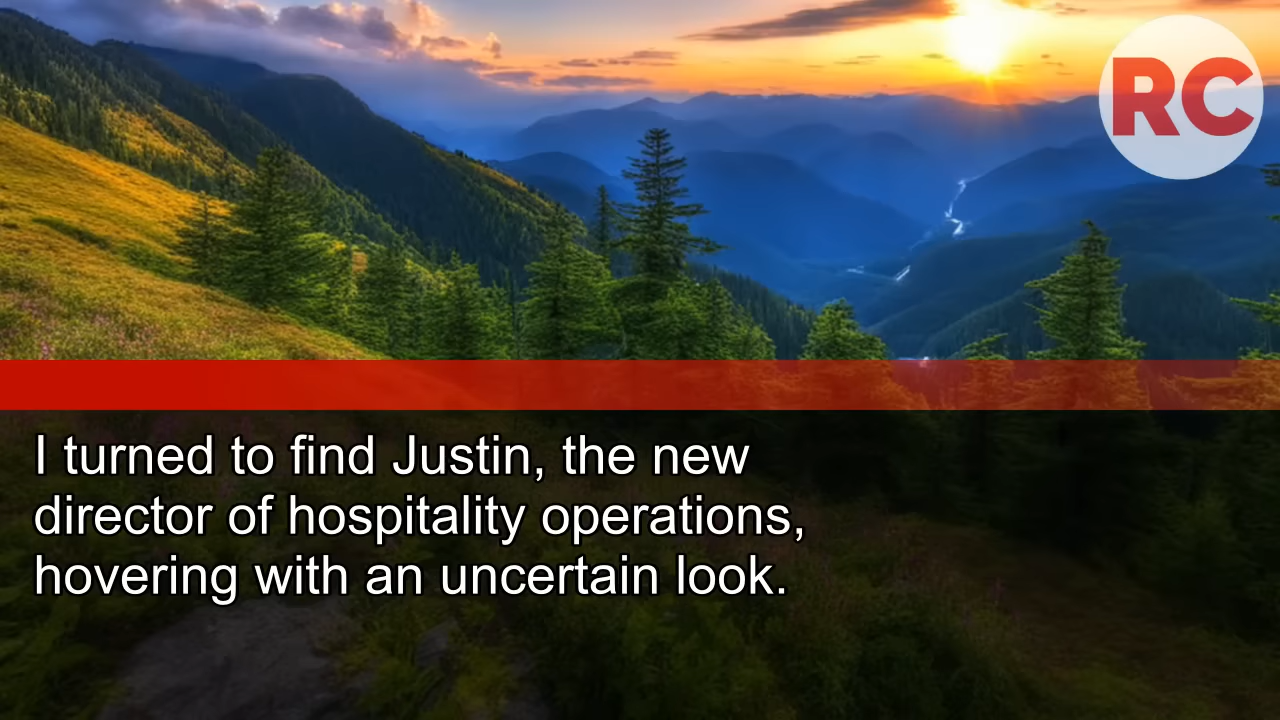 RC
I turned to find Justin, the new
director of hospitality operations,
hovering with an uncertain look.